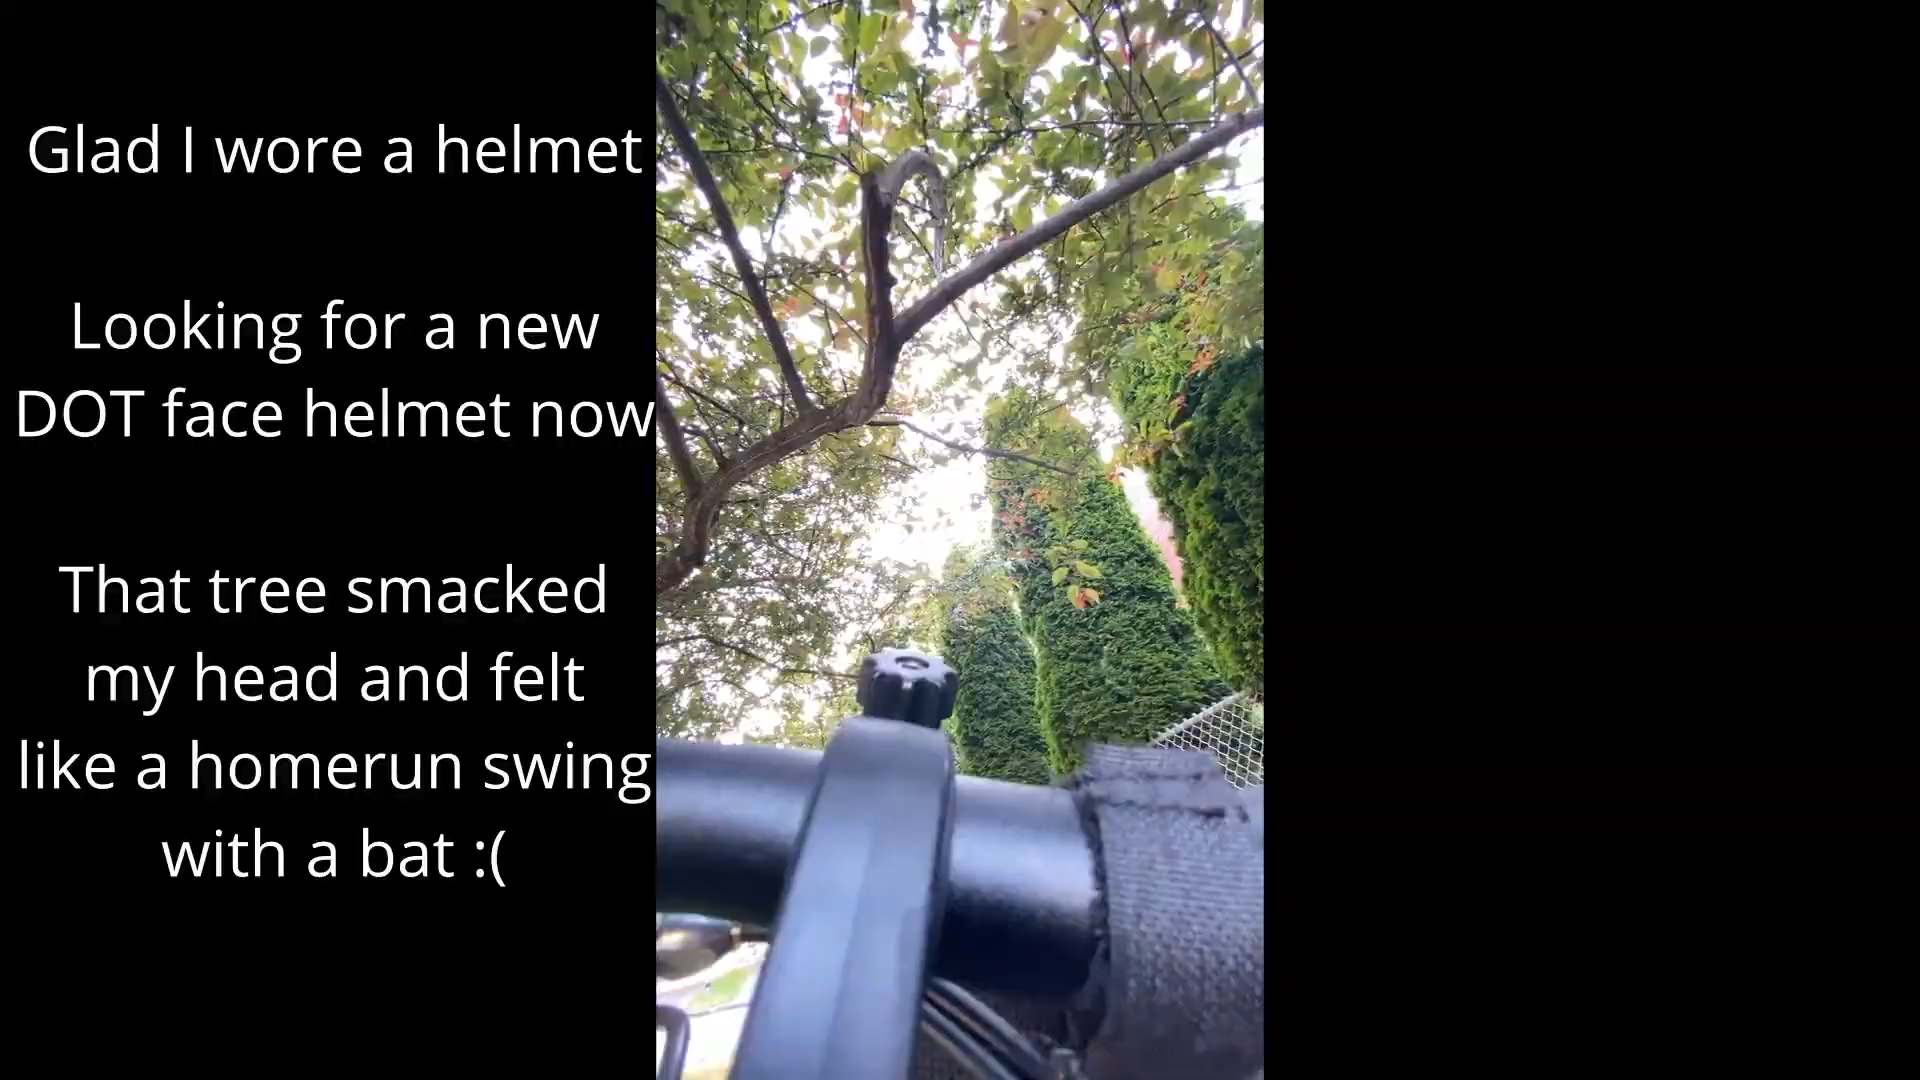 Glad I wore a helmet
Looking for a new
DOT face helmet now
That tree smacked
my head and felt
like a homerun swing
with a bat :(